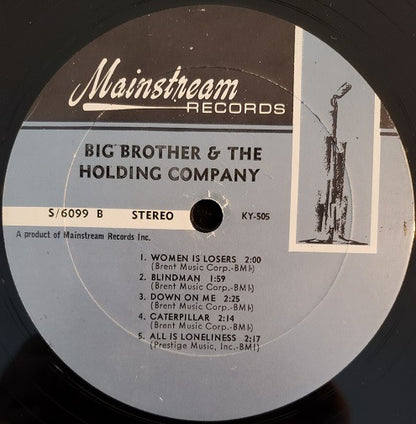 Mainstream
RECORDS
BIG BROTHER & THE
HOLDING COMPANY
S/6099 B STEREO KY-505
A product of Mainstream Records Inc.
1. WOMEN IS LOSERS 2:00
(Brent Music Corp.-BMI)
2. BLINDMAN 1:59
(Brent Music Corp.-BMI)
3. DOWN ON ME 2:25
(Brent Music Corp.-BMI)
4. CATERPILLAR 2:14
(Brent Music Corp.-BMI)
5. ALL IS LONELINESS 2:17
(Prestige Music, Inc.-BMI)